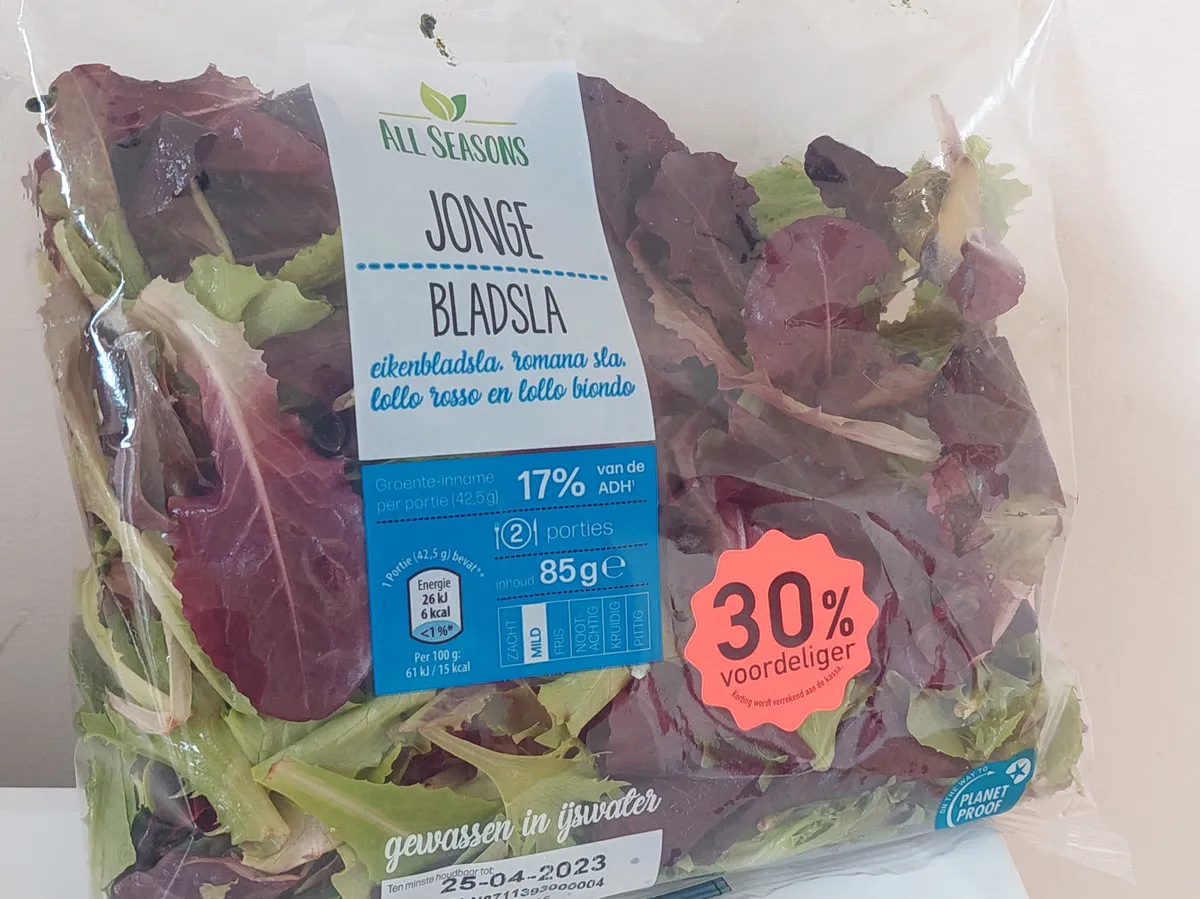 ALL SEASONS
JONGE
BLADSLA
eikenbladsla, romana sla,
lollo rosso en lollo biondo
Groente-inname
per portie (42,5 g)
17% van de
ADH¹
2 porties
inhoud 85g℮
1 Portie (42,5 g) bevat**
Energie
26 kJ
6 kcal
<1%*
Per 100 g:
61 kJ / 15 kcal
ZACHT
MILD
FRIS
NOOT-
ACHTIG
KRUIDIG
PITTIG
30%
voordeliger
Korting wordt verrekend aan de kassa.
gewassen in ijswater
Ten minste houdbaar tot:
25-04-2023
ON THE WAY TO
PLANET
PROOF